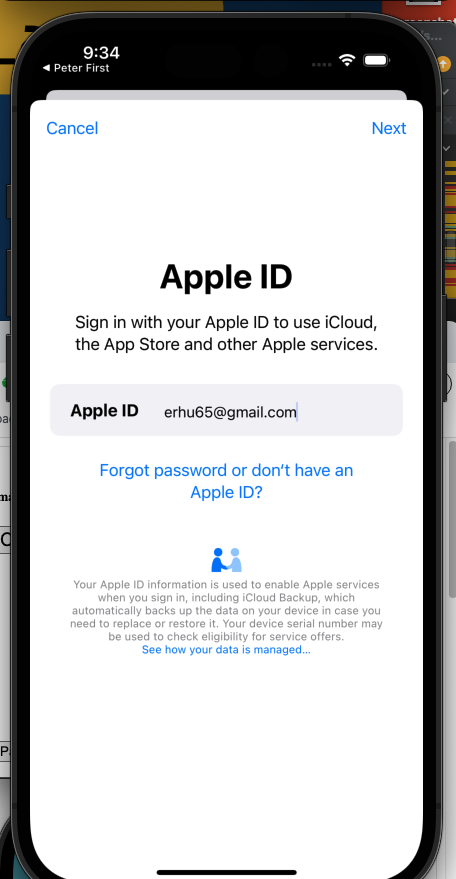 9:34
◀ Peter First
Cancel
Next
Apple ID
Sign in with your Apple ID to use iCloud,
the App Store and other Apple services.
Apple ID erhu65@gmail.com
Forgot password or don't have an
Apple ID?
Your Apple ID information is used to enable Apple services
when you sign in, including iCloud Backup, which
automatically backs up the data on your device in case you
need to replace or restore it. Your device serial number may
be used to check eligibility for service offers.
See how your data is managed...